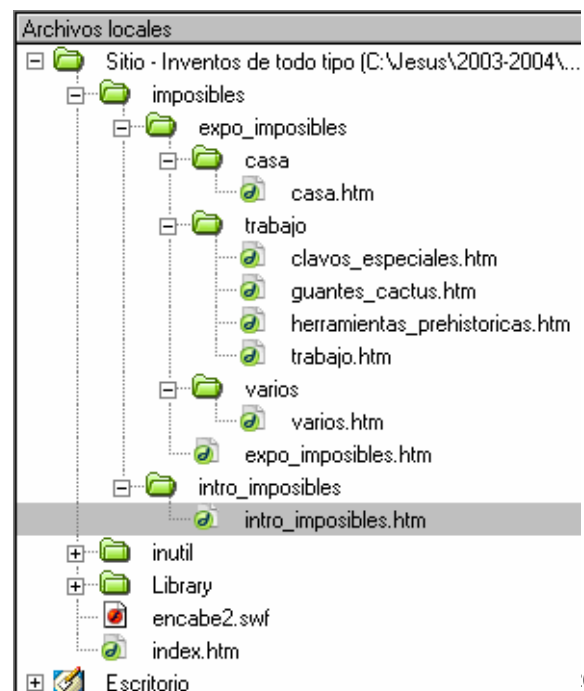 Archivos locales
Sitio - Inventos de todo tipo (C:\Jesus\2003-2004\...
imposibles
expo_imposibles
casa
casa.htm
trabajo
clavos_especiales.htm
guantes_cactus.htm
herramientas_prehistoricas.htm
trabajo.htm
varios
varios.htm
expo_imposibles.htm
intro_imposibles
intro_imposibles.htm
inutil
Library
encabe2.swf
index.htm
Escritorio